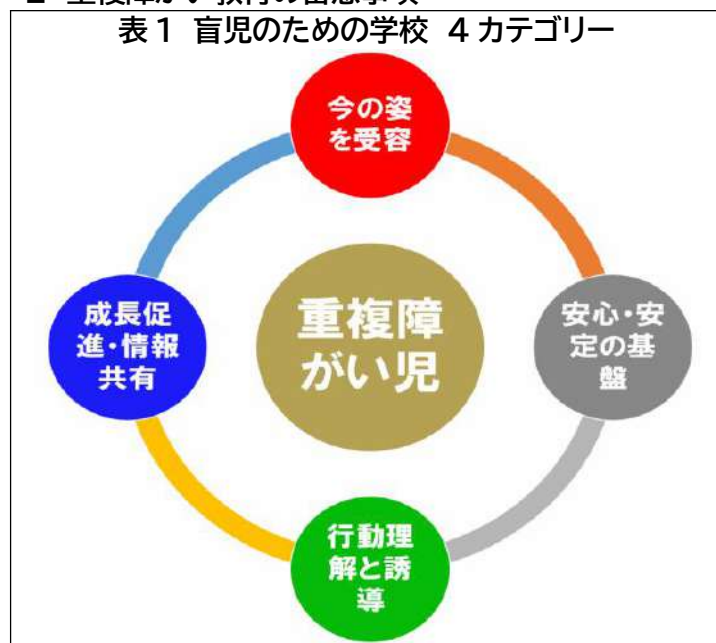 表1 盲児のための学校 4カテゴリー
今の姿
を受容
成長促
進・情報
共有
重複障
がい児
安心・安
定の基
盤
行動理
解と誘
導